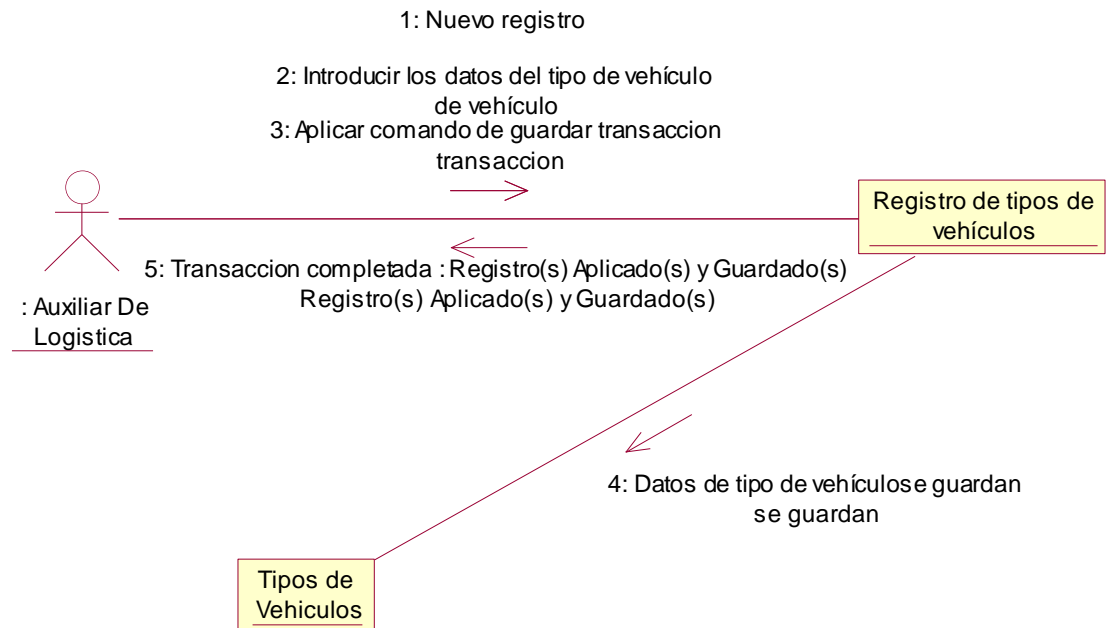 1: Nuevo registro
2: Introducir los datos del tipo de vehículo
de vehículo
3: Aplicar comando de guardar transaccion
transaccion
Registro de tipos de
vehículos
5: Transaccion completada : Registro(s) Aplicado(s) y Guardado(s)
Registro(s) Aplicado(s) y Guardado(s)
: Auxiliar De
Logistica
4: Datos de tipo de vehículose guardan
se guardan
Tipos de
Vehiculos